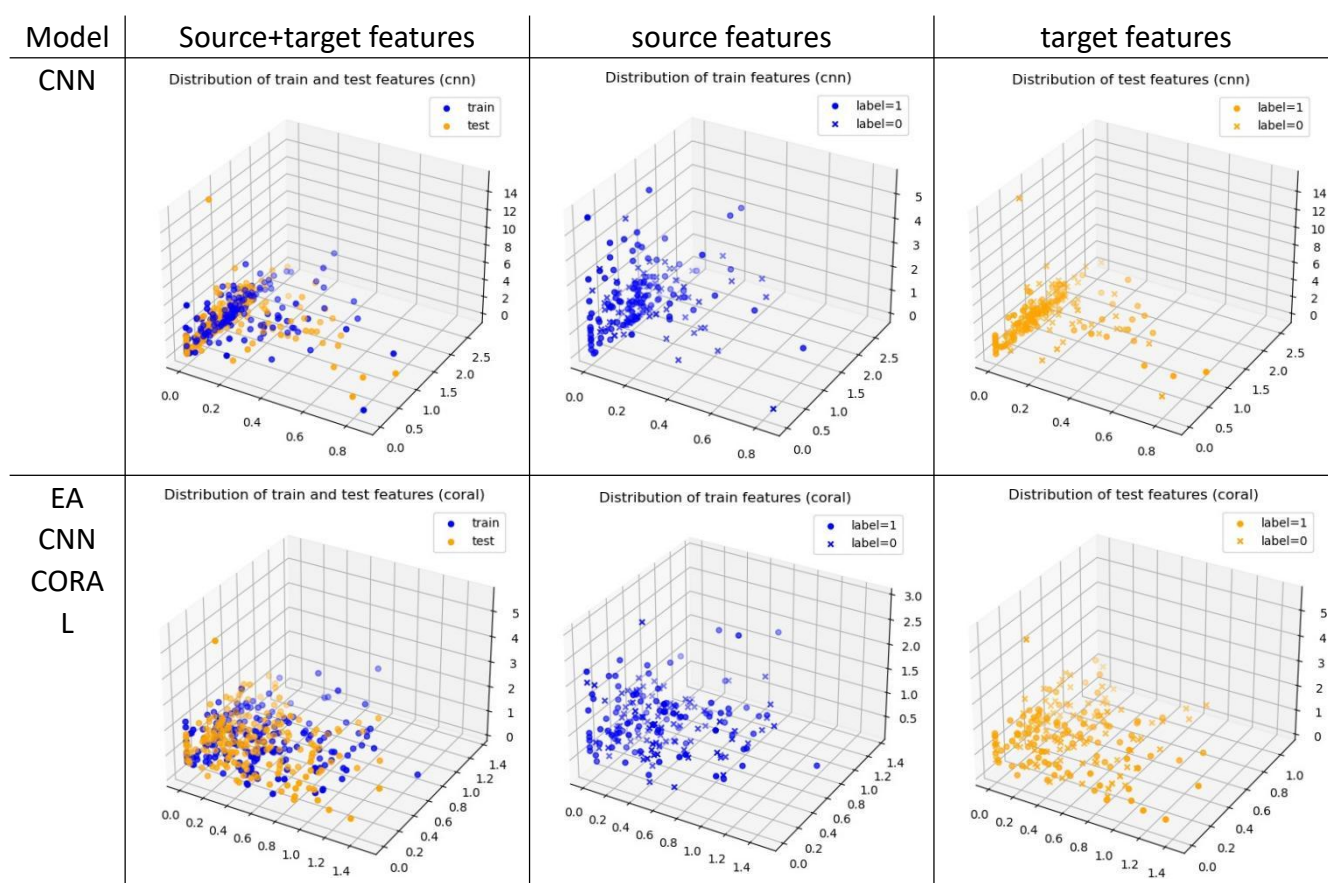 Model Source+target features source features target features
CNN
Distribution of train and test features (cnn)
train
test
14
12
10
8
6
4
2
0
0.0 0.2 0.4 0.6 0.8
0.0 0.5 1.0 1.5 2.0 2.5
Distribution of train features (cnn)
label=1
label=0
5
4
3
2
1
0
0.0 0.2 0.4 0.6 0.8
0.0 0.5 1.0 1.5 2.0 2.5
Distribution of test features (cnn)
label=1
label=0
14
12
10
8
6
4
2
0
0.0 0.2 0.4 0.6 0.8
0.0 0.5 1.0 1.5 2.0 2.5
EA
CNN
CORA
L
Distribution of train and test features (coral)
train
test
5
4
3
2
1
0
0.0 0.2 0.4 0.6 0.8 1.0 1.2 1.4
0.0 0.2 0.4 0.6 0.8 1.0 1.2 1.4
Distribution of train features (coral)
label=1
label=0
3.0
2.5
2.0
1.5
1.0
0.5
0.0 0.2 0.4 0.6 0.8 1.0 1.2 1.4
0.0 0.2 0.4 0.6 0.8 1.0 1.2 1.4
Distribution of test features (coral)
label=1
label=0
5
4
3
2
1
0
0.0 0.2 0.4 0.6 0.8 1.0 1.2 1.4
0.0 0.2 0.4 0.6 0.8 1.0